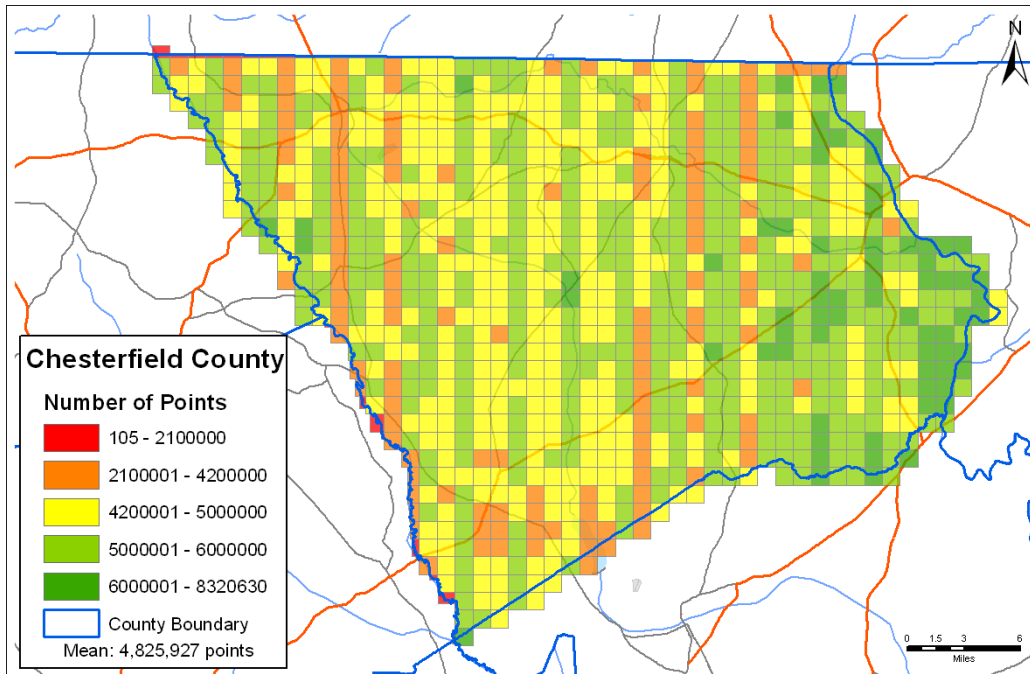 N
Chesterfield County
Number of Points
105 - 2100000
2100001 - 4200000
4200001 - 5000000
5000001 - 6000000
6000001 - 8320630
County Boundary
Mean: 4,825,927 points
0 1.5 3 6
Miles